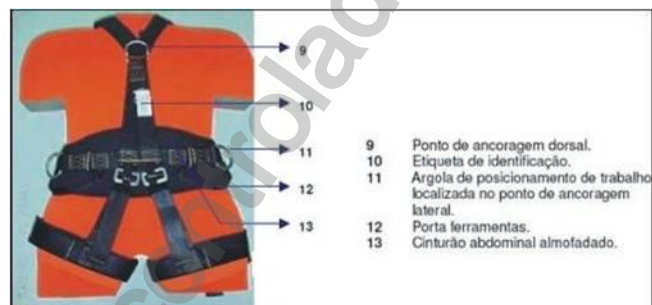 9
10
11
12
13
9 Ponto de ancoragem dorsal.
10 Etiqueta de identificação.
11 Argola de posicionamento de trabalho
localizada no ponto de ancoragem
lateral.
12 Porta ferramentas.
13 Cinturão abdominal almofadado.